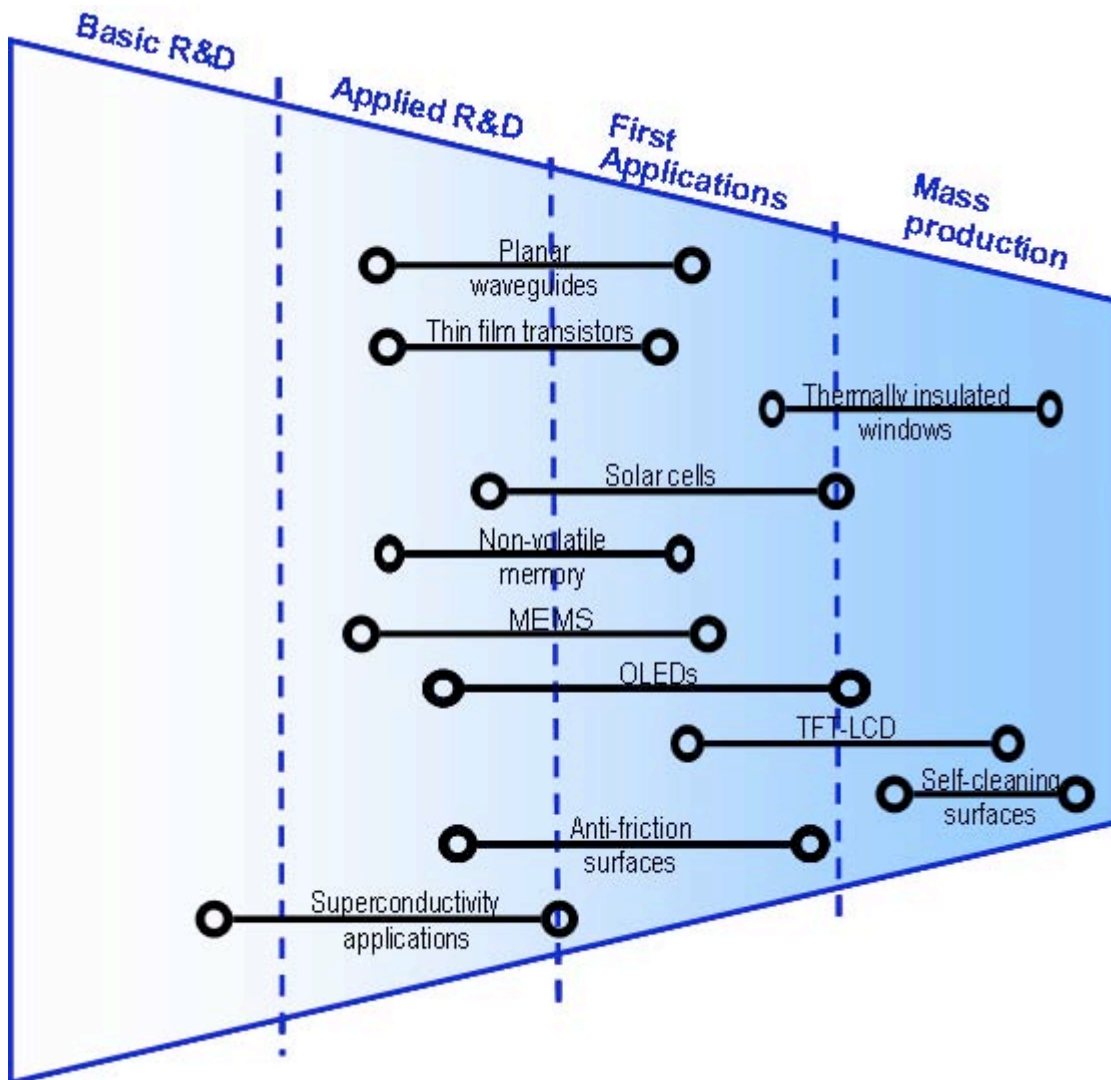 Basic R&D
Applied R&D
First
Applications
Mass
production
Planar
waveguides
Thin film transistors
Thermally insulated
windows
Solar cells
Non-volatile
memory
MEMS
OLEDs
TFT-LCD
Self-cleaning
surfaces
Anti-friction
surfaces
Superconductivity
applications